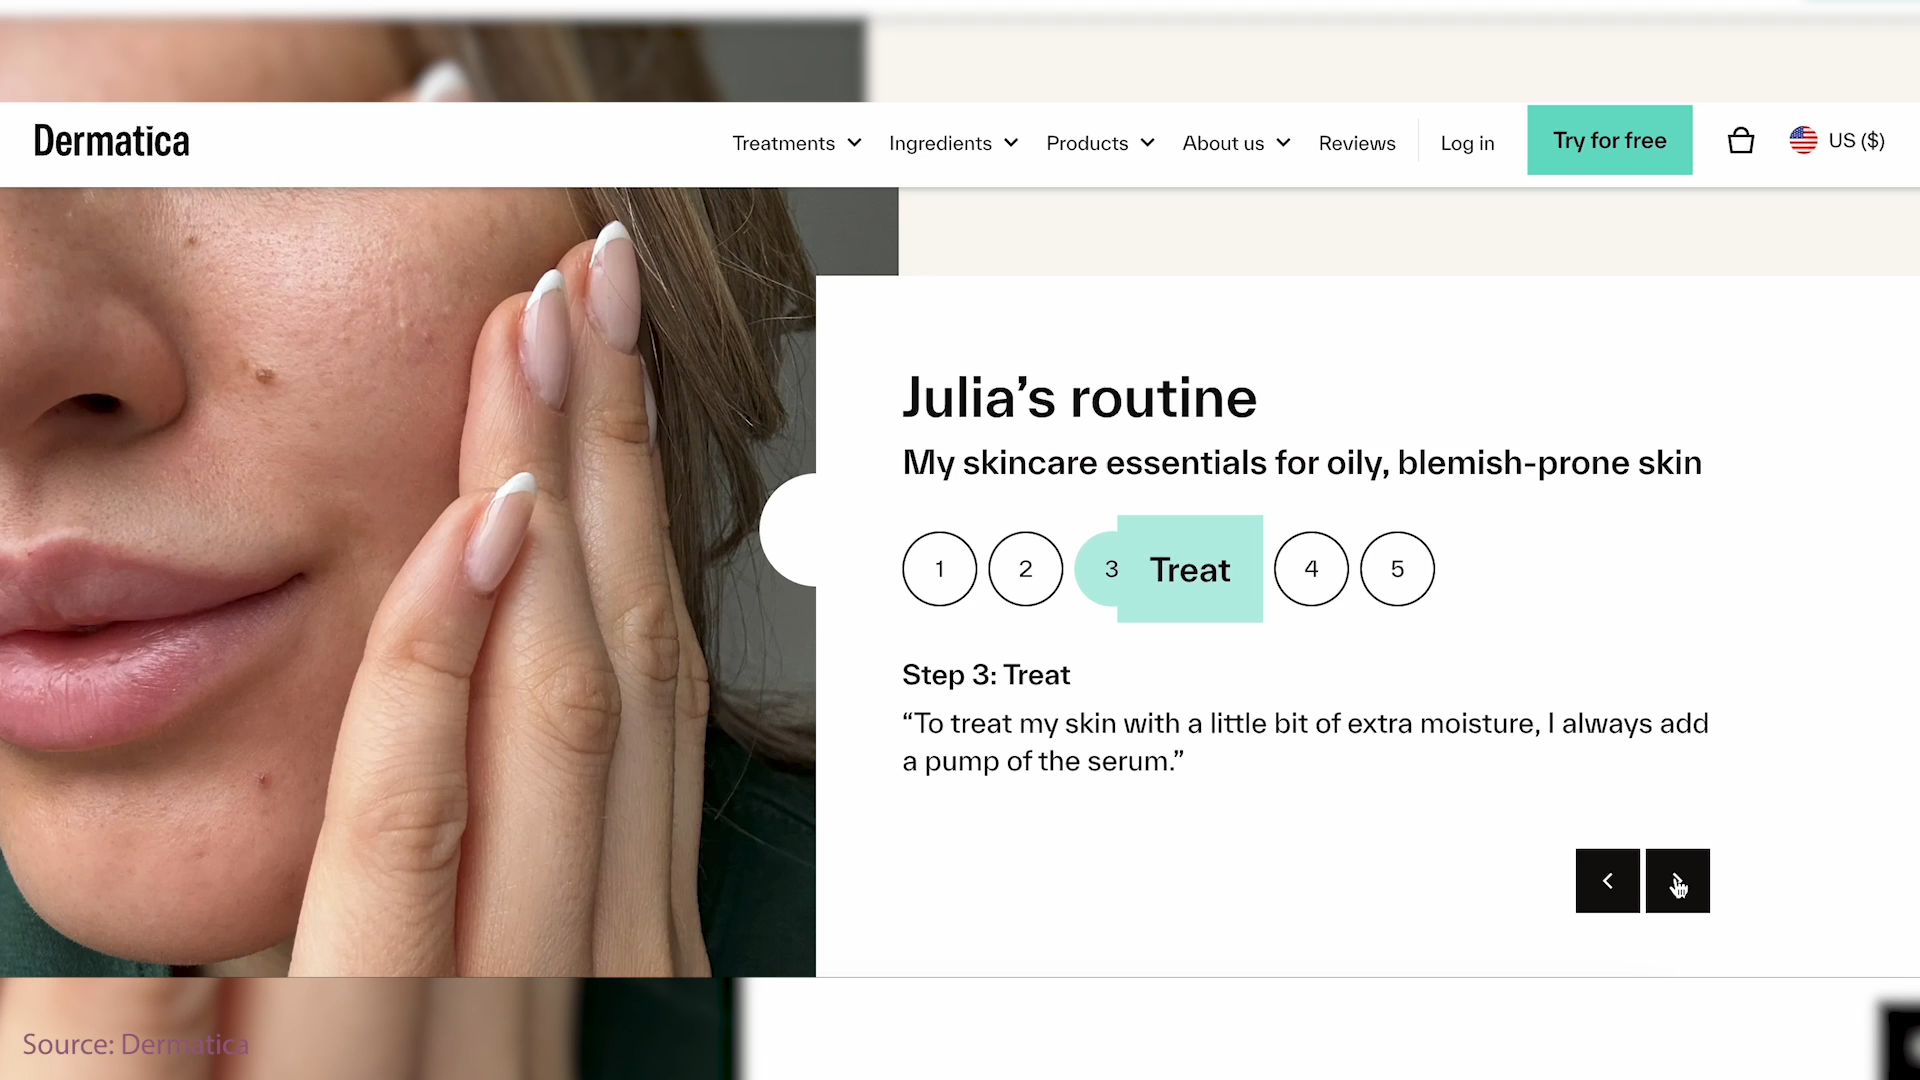 Dermatica
Treatments
Ingredients
Products
About us
Reviews
Log in
Try for free
US ($)
Julia’s routine
My skincare essentials for oily, blemish-prone skin
1
2
3
Treat
4
5
Step 3: Treat
“To treat my skin with a little bit of extra moisture, I always add
a pump of the serum.”
Source: Dermatica